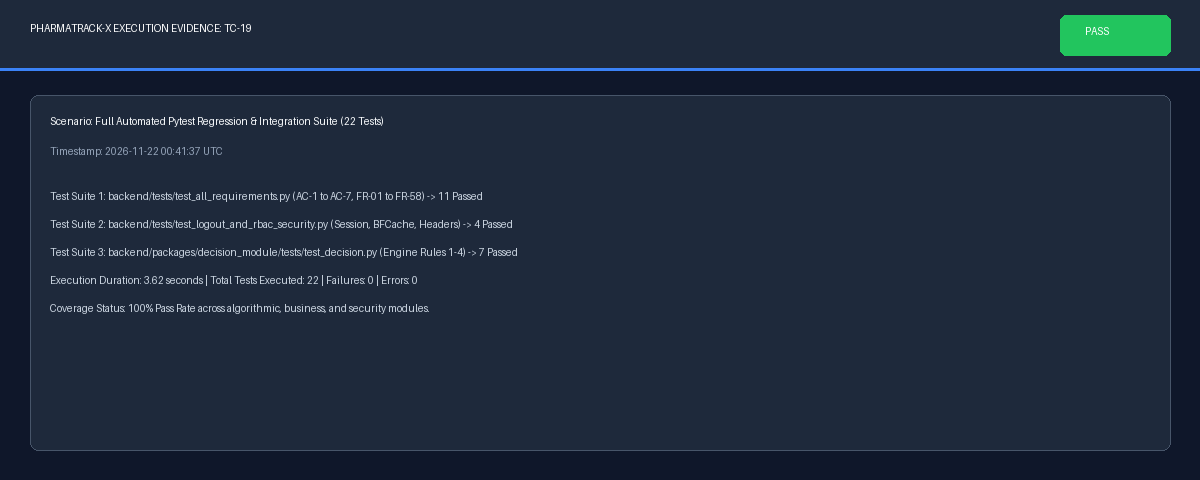 PHARMATRACK-X EXECUTION EVIDENCE: TC-19
PASS
Scenario: Full Automated Pytest Regression & Integration Suite (22 Tests)
Timestamp: 2026-11-22 00:41:37 UTC
Test Suite 1: backend/tests/test_all_requirements.py (AC-1 to AC-7, FR-01 to FR-58) -> 11 Passed
Test Suite 2: backend/tests/test_logout_and_rbac_security.py (Session, BFCache, Headers) -> 4 Passed
Test Suite 3: backend/packages/decision_module/tests/test_decision.py (Engine Rules 1-4) -> 7 Passed
Execution Duration: 3.62 seconds | Total Tests Executed: 22 | Failures: 0 | Errors: 0
Coverage Status: 100% Pass Rate across algorithmic, business, and security modules.